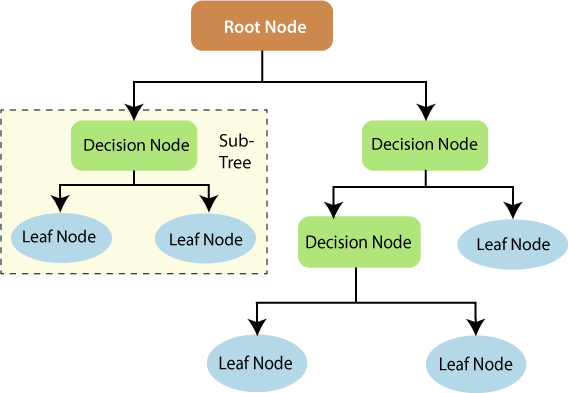 Root Node
Decision Node
Sub-
Tree
Decision Node
Leaf Node
Leaf Node
Decision Node
Leaf Node
Leaf Node
Leaf Node